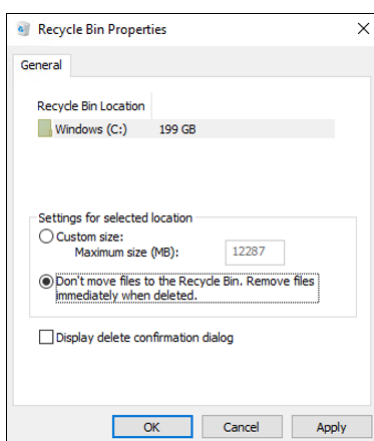 Recycle Bin Properties
General
Recycle Bin Location
Windows (C:) 199 GB
Settings for selected location
Custom size:
Maximum size (MB): 12287
Don't move files to the Recycle Bin. Remove files
immediately when deleted.
Display delete confirmation dialog
OK Cancel Apply